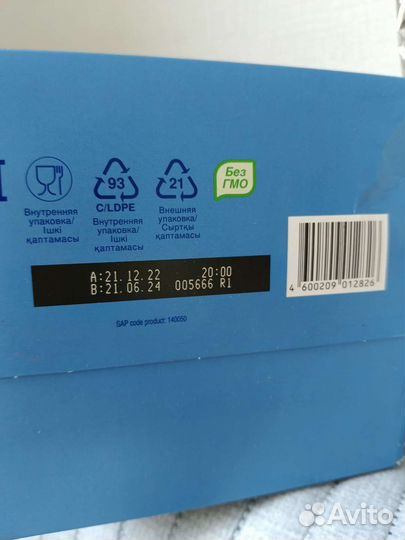 93
C/LDPE
21
Без
ГМО
Внутренняя
упаковка/
Ішкі
қаптамасы
Внутренняя
упаковка/
Ішкі
қаптамасы
Внешняя
упаковка/
Сыртқы
қаптамасы
A:21.12.22 20:00
B:21.06.24 005666 R1
4 600209 012826
SAP code product: 140050
Avito